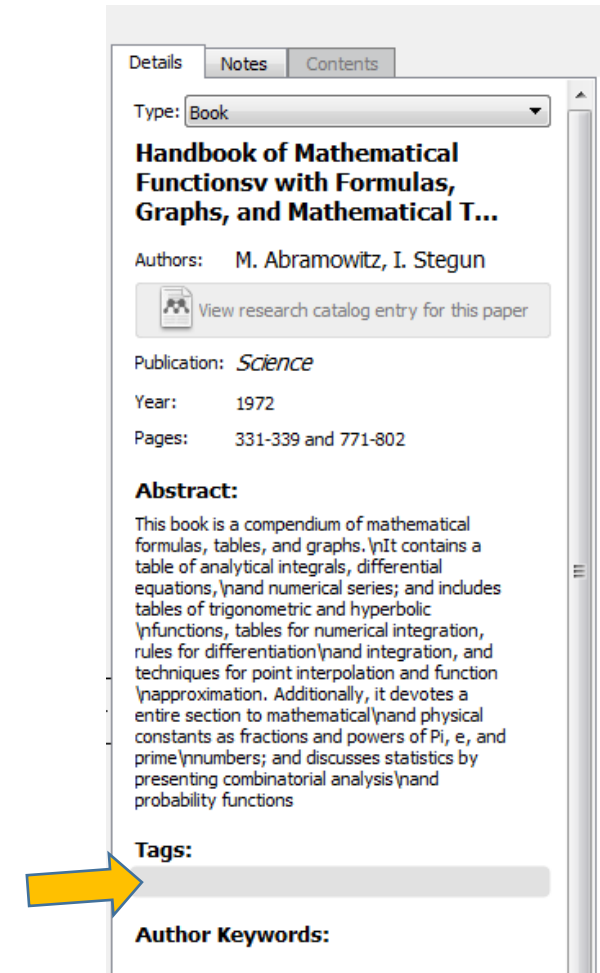 Details Notes Contents
Type: Book
Handbook of Mathematical
Functionsv with Formulas,
Graphs, and Mathematical T...
Authors: M. Abramowitz, I. Stegun
View research catalog entry for this paper
Publication: Science
Year: 1972
Pages: 331-339 and 771-802
Abstract:
This book is a compendium of mathematical
formulas, tables, and graphs.\nIt contains a
table of analytical integrals, differential
equations,\nand numerical series; and includes
tables of trigonometric and hyperbolic
\nfunctions, tables for numerical integration,
rules for differentiation\nand integration, and
techniques for point interpolation and function
\napproximation. Additionally, it devotes a
entire section to mathematical\nand physical
constants as fractions and powers of Pi, e, and
prime\nnumbers; and discusses statistics by
presenting combinatorial analysis\nand
probability functions
Tags:
Author Keywords: